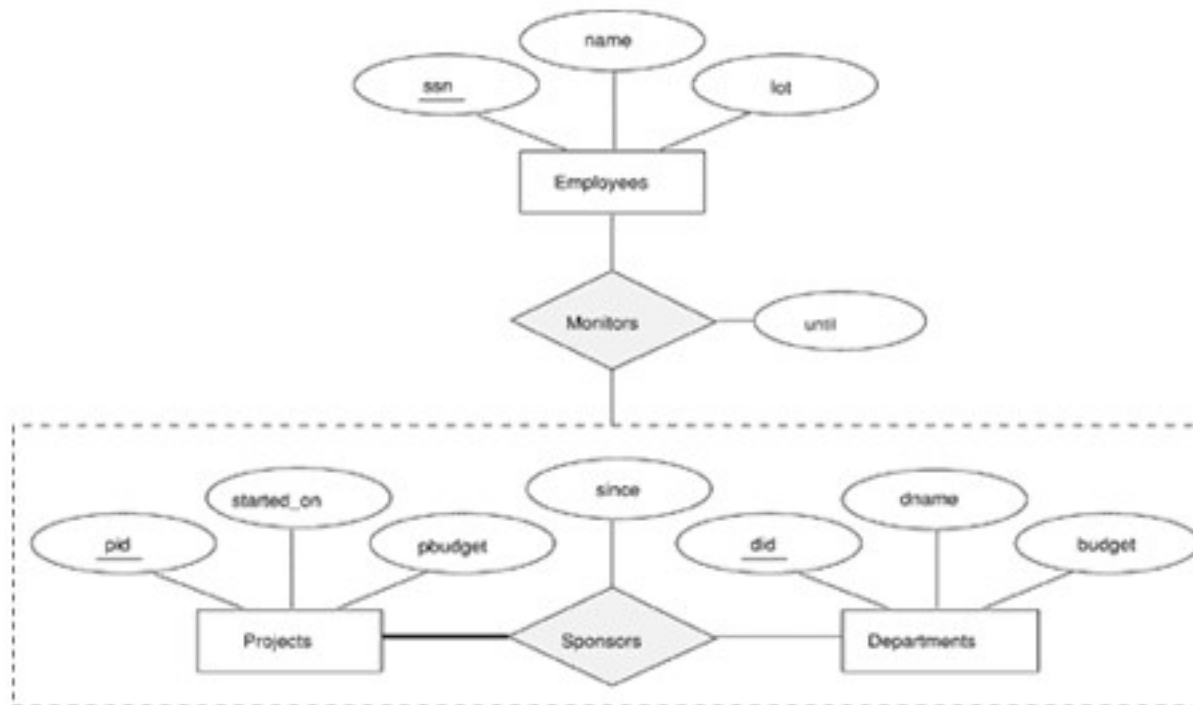 name
ssn
lot
Employees
Monitors
until
since
started_on
dname
pid
pbudget
did
budget
Projects
Sponsors
Departments